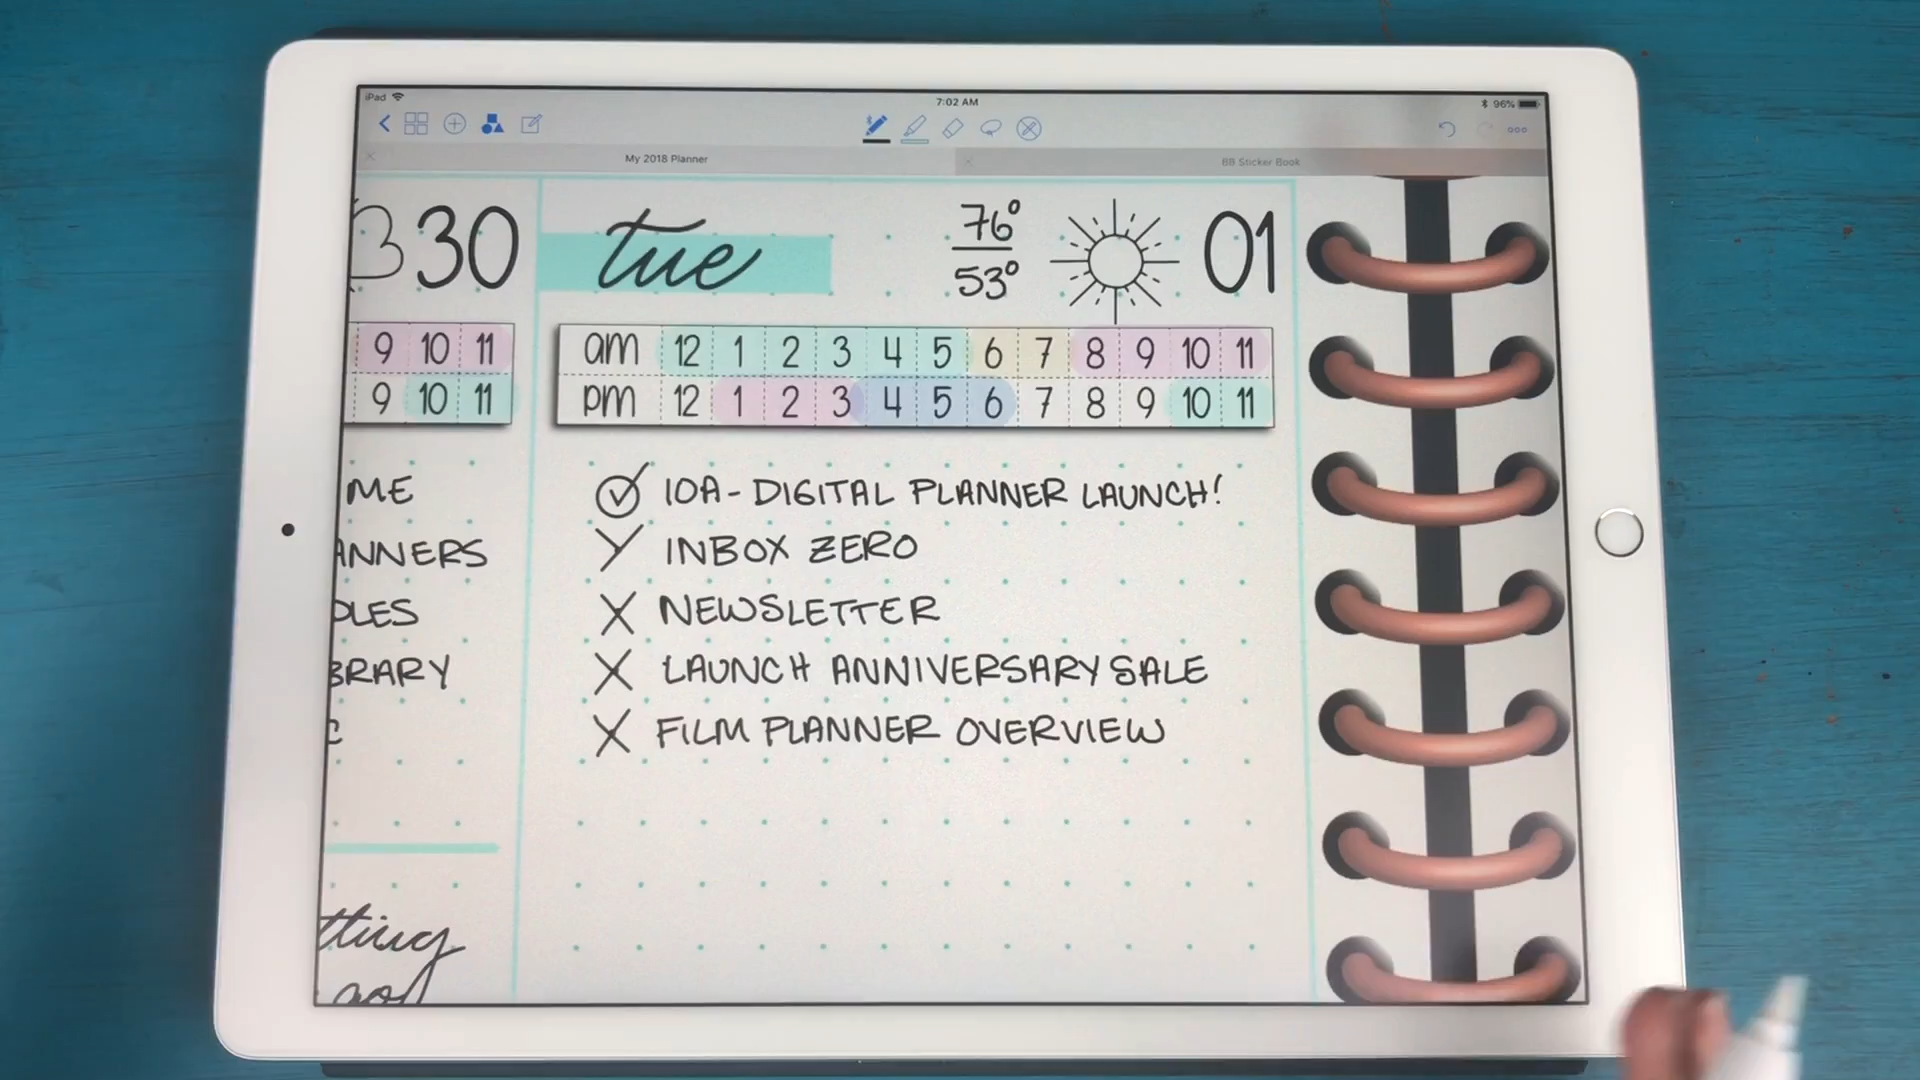 iPad
7:02 AM
96%
My 2018 Planner
BB Sticker Book
30
tue
76°
53°
01
9 10 11
9 10 11
am 12 1 2 3 4 5 6 7 8 9 10 11
pm 12 1 2 3 4 5 6 7 8 9 10 11
ME
ANNERS
OLES
BRARY
10A - DIGITAL PLANNER LAUNCH!
INBOX ZERO
NEWSLETTER
LAUNCH ANNIVERSARY SALE
FILM PLANNER OVERVIEW
tting